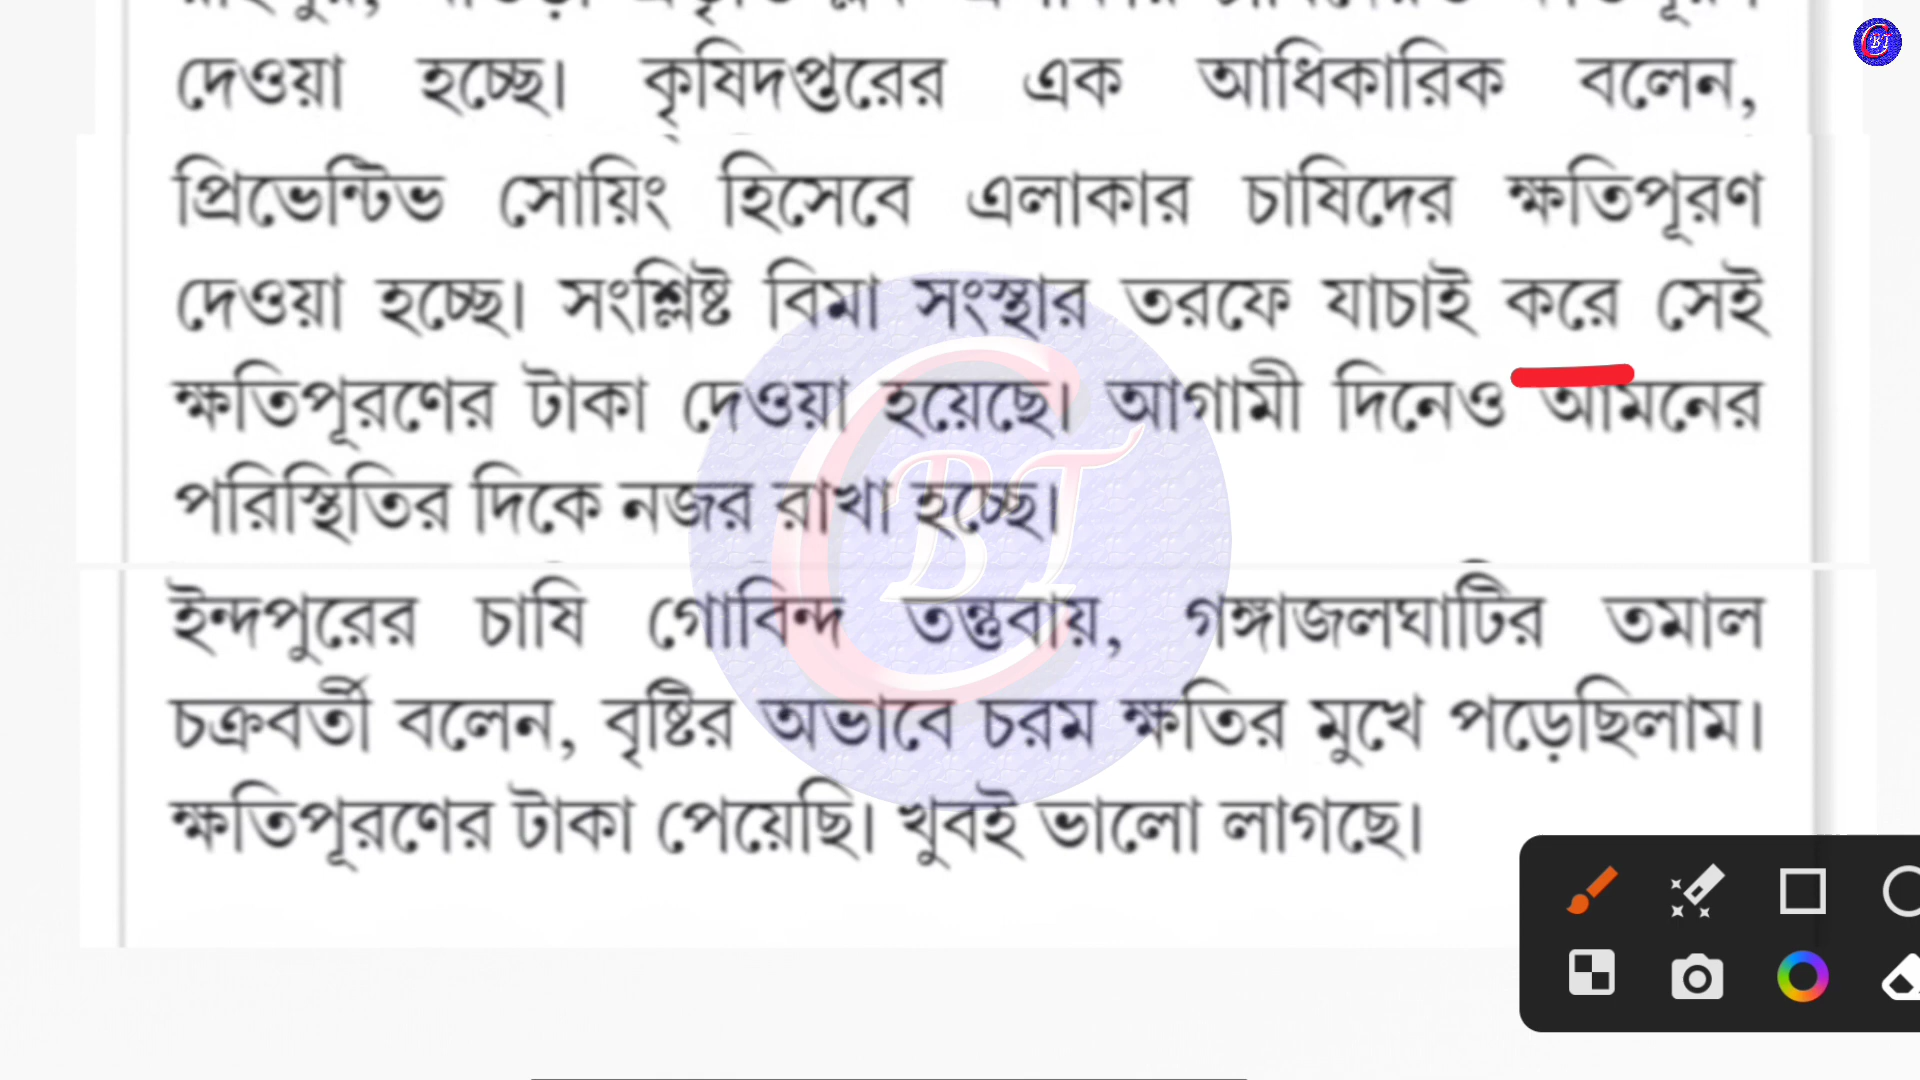 দেওয়া হচ্ছে। কৃষিদপ্তরের এক আধিকারিক বলেন,
প্রিভেন্টিভ সোয়িং হিসেবে এলাকার চাষিদের ক্ষতিপূরণ
দেওয়া হচ্ছে। সংশ্লিষ্ট বিমা সংস্থার তরফে যাচাই করে সেই
ক্ষতিপূরণের টাকা দেওয়া হয়েছে। আগামী দিনেও আমনের
পরিস্থিতির দিকে নজর রাখা হচ্ছে।
ইন্দপুরের চাষি গোবিন্দ তন্তুবায়, গঙ্গাজলঘাটির তমাল
চক্রবর্তী বলেন, বৃষ্টির অভাবে চরম ক্ষতির মুখে পড়েছিলাম।
ক্ষতিপূরণের টাকা পেয়েছি। খুবই ভালো লাগছে।
CBT
CBT